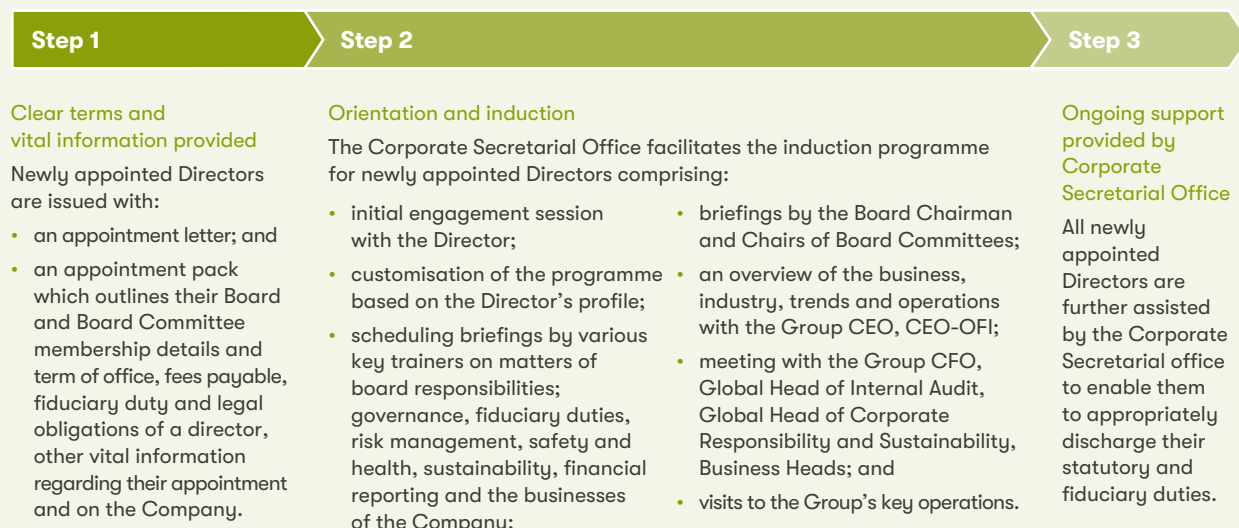 Step 1
Step 2
Step 3
Clear terms and
vital information provided
Newly appointed Directors
are issued with:
• an appointment letter; and
• an appointment pack
which outlines their Board
and Board Committee
membership details and
term of office, fees payable,
fiduciary duty and legal
obligations of a director,
other vital information
regarding their appointment
and on the Company.
Orientation and induction
The Corporate Secretarial Office facilitates the induction programme
for newly appointed Directors comprising:
• initial engagement session
with the Director;
• customisation of the programme
based on the Director's profile;
• scheduling briefings by various
key trainers on matters of
board responsibilities;
governance, fiduciary duties,
risk management, safety and
health, sustainability, financial
reporting and the businesses
of the Company;
• briefings by the Board Chairman
and Chairs of Board Committees;
• an overview of the business,
industry, trends and operations
with the Group CEO, CEO-OFI;
• meeting with the Group CFO,
Global Head of Internal Audit,
Global Head of Corporate
Responsibility and Sustainability,
Business Heads; and
• visits to the Group's key operations.
Ongoing support
provided by
Corporate
Secretarial Office
All newly
appointed
Directors are
further assisted
by the Corporate
Secretarial office
to enable them
to appropriately
discharge their
statutory and
fiduciary duties.